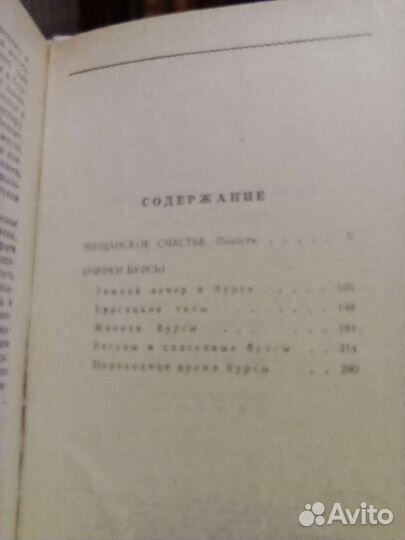 СОДЕРЖАНИЕ
МЕЩАНСКОЕ СЧАСТЬЕ. Повесть . . . . . 5
ОЧЕРКИ БУРСЫ
Зимний вечер в бурсе . . . . . 105
Бурсацкие типы . . . . . 148
Женихи бурсы . . . . . 184
Бегуны и спасенные бурсы . . . 214
Переходное время бурсы . . . 280
Avito